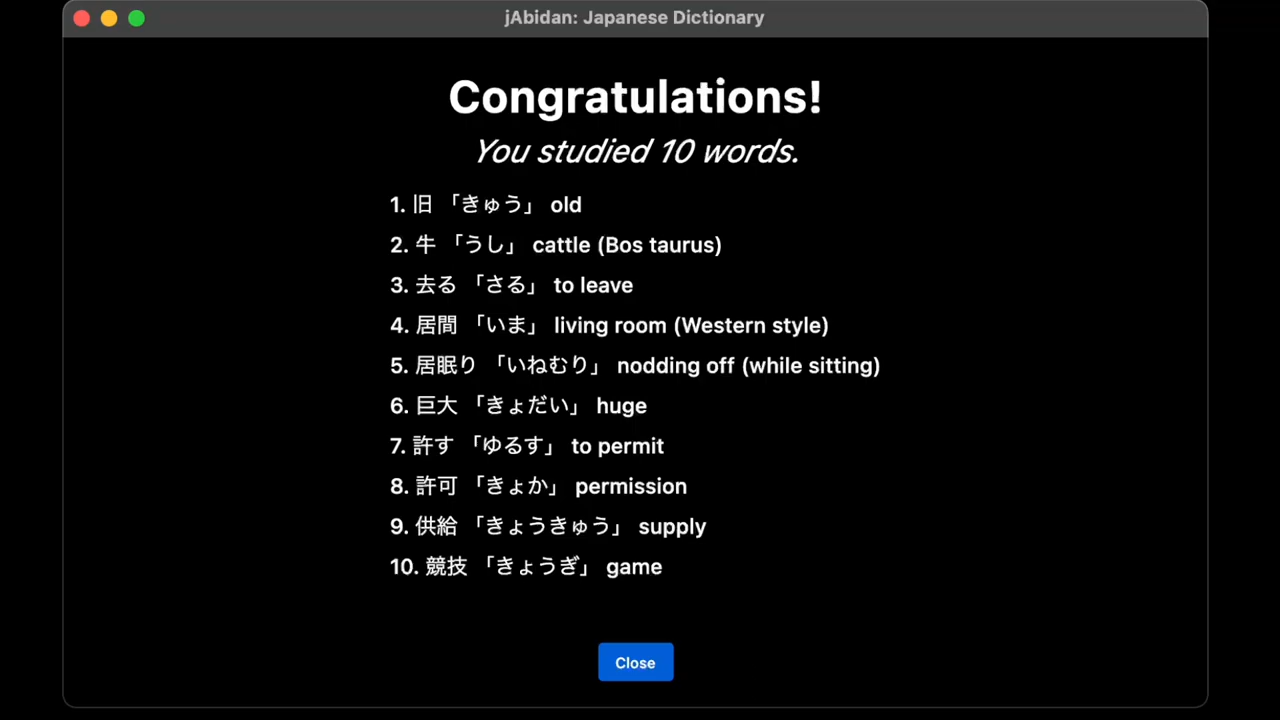 jAbidan: Japanese Dictionary
Congratulations!
You studied 10 words.
1. 旧 「きゅう」 old
2. 牛 「うし」 cattle (Bos taurus)
3. 去る 「さる」 to leave
4. 居間 「いま」 living room (Western style)
5. 居眠り 「いねむり」 nodding off (while sitting)
6. 巨大 「きょだい」 huge
7. 許す 「ゆるす」 to permit
8. 許可 「きょか」 permission
9. 供給 「きょうきゅう」 supply
10. 競技 「きょうぎ」 game
Close